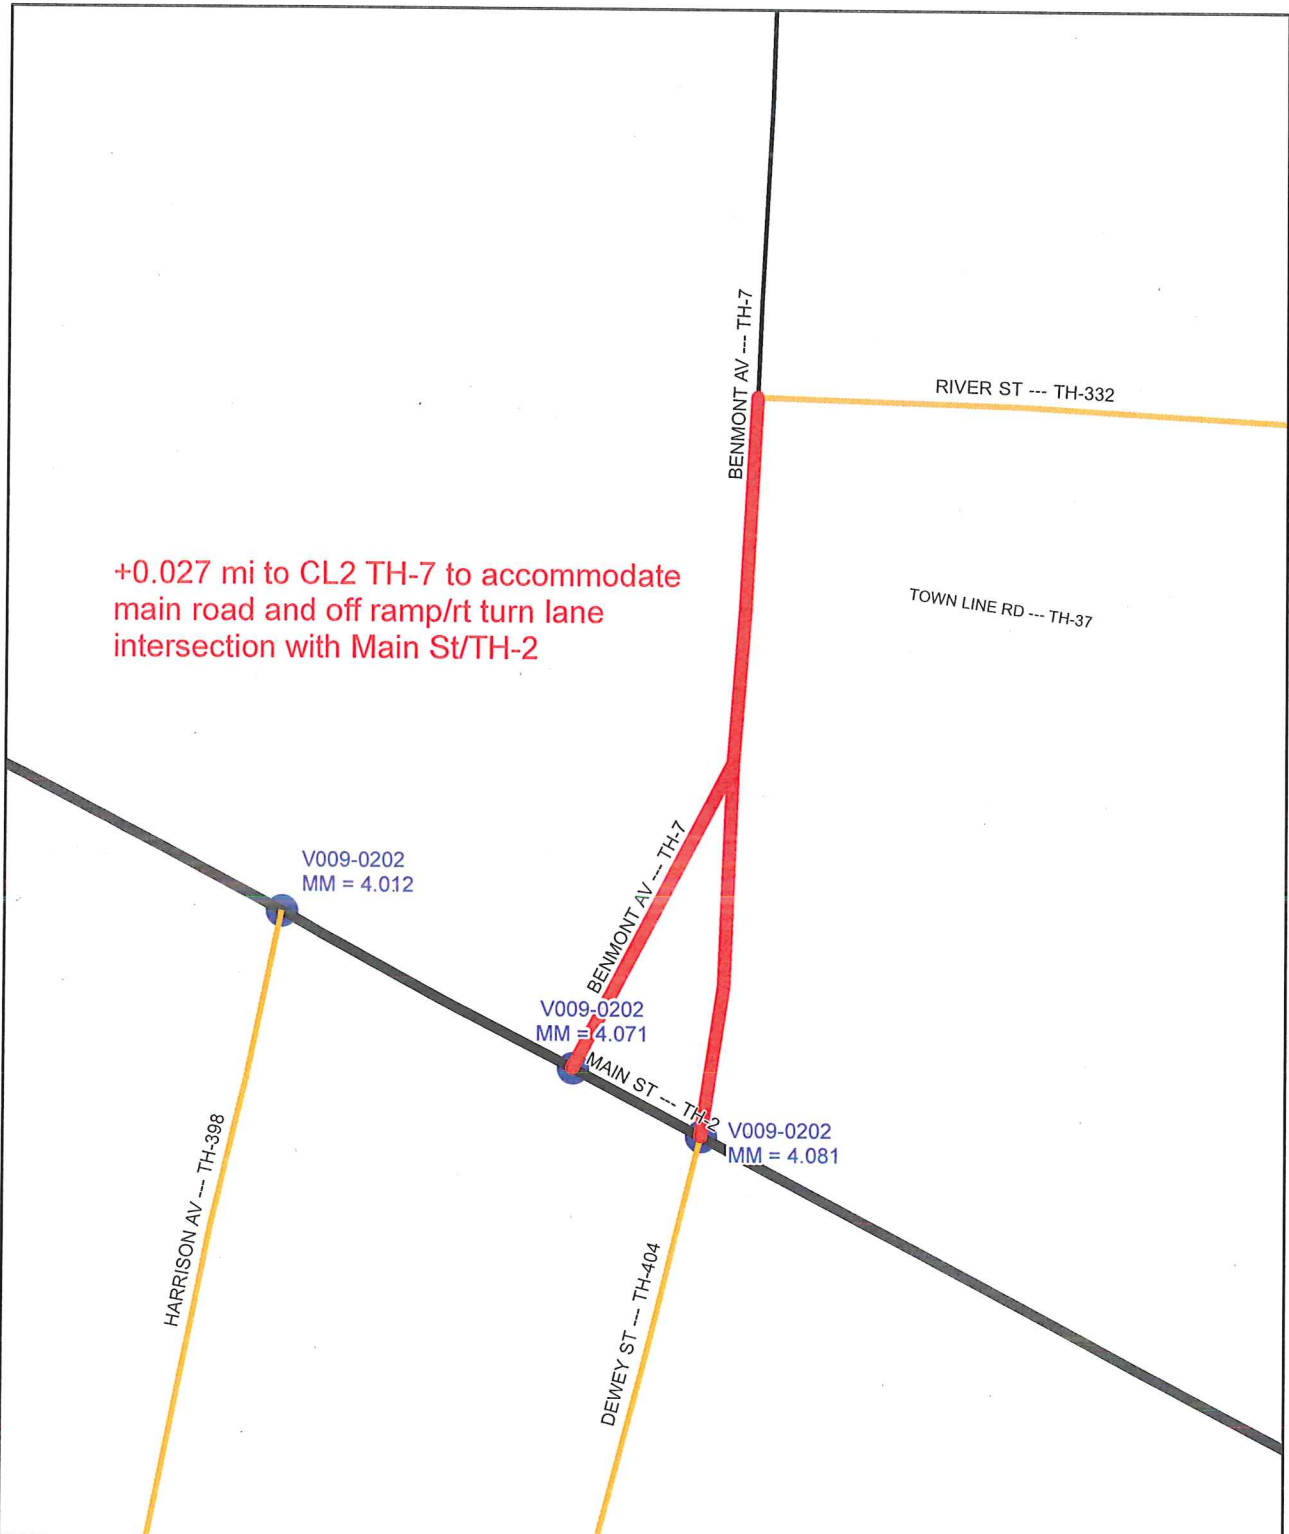 BENMONT AV --- TH-7
RIVER ST --- TH-332
+0.027 mi to CL2 TH-7 to accommodate
main road and off ramp/rt turn lane
intersection with Main St/TH-2
TOWN LINE RD --- TH-37
BENMONT AV --- TH-7
V009-0202
MM = 4.012
V009-0202
MM = 4.071
MAIN ST --- TH-2
V009-0202
MM = 4.081
HARRISON AV --- TH-398
DEWEY ST --- TH-404